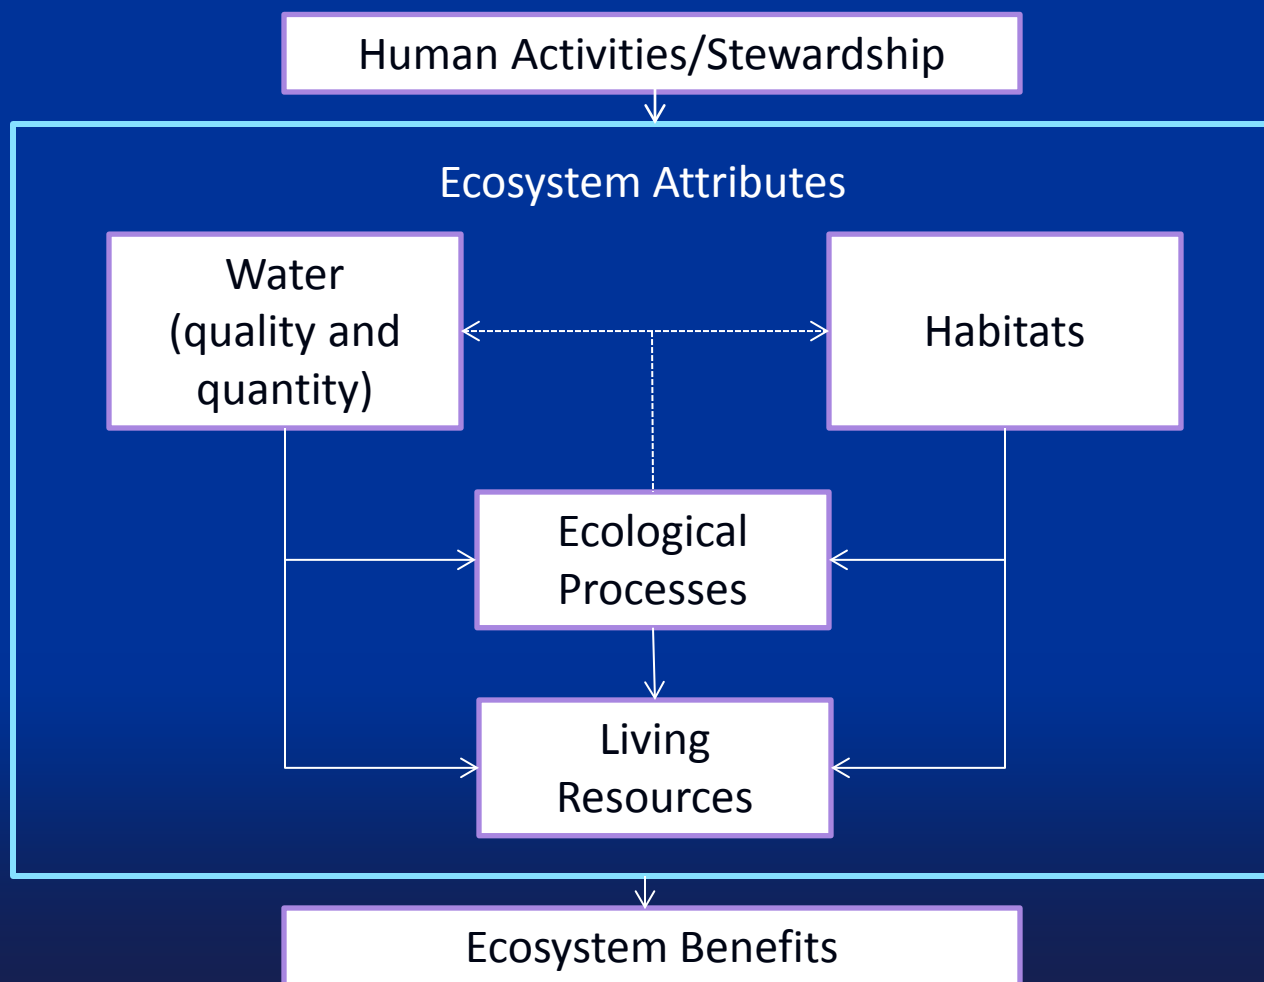 Human Activities/Stewardship
Ecosystem Attributes
Water
(quality and
quantity)
Habitats
Ecological
Processes
Living
Resources
Ecosystem Benefits